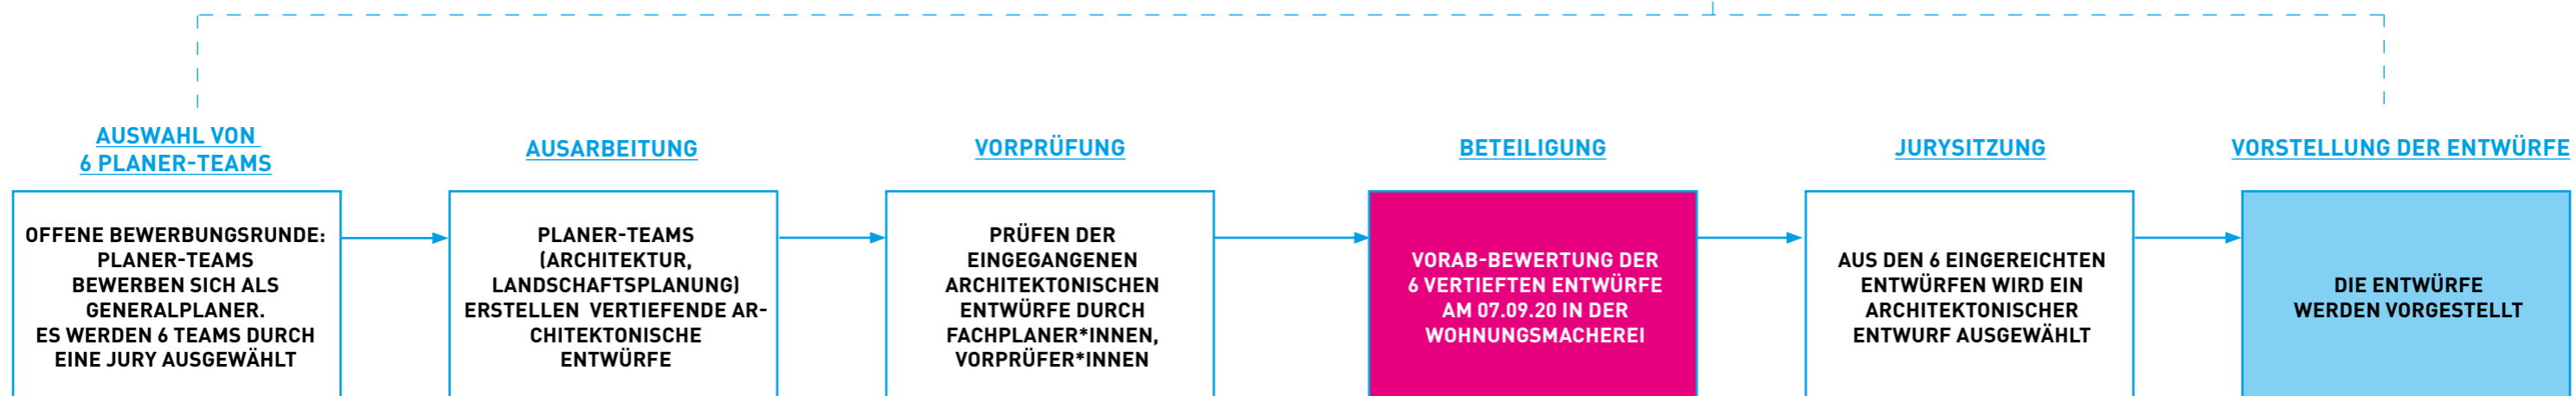 AUSWAHL VON
6 PLANER-TEAMS
OFFENE BEWERBUNGSRUNDE:
PLANER-TEAMS
BEWERBEN SICH ALS
GENERALPLANER.
ES WERDEN 6 TEAMS DURCH
EINE JURY AUSGEWÄHLT
AUSARBEITUNG
PLANER-TEAMS
(ARCHITEKTUR,
LANDSCHAFTSPLANUNG)
ERSTELLEN VERTIEFENDE AR-
CHITEKTONISCHE
ENTWÜRFE
VORPRÜFUNG
PRÜFEN DER
EINGEGANGENEN
ARCHITEKTONISCHEN
ENTWÜRFE DURCH
FACHPLANER*INNEN,
VORPRÜFER*INNEN
BETEILIGUNG
VORAB-BEWERTUNG DER
6 VERTIEFTEN ENTWÜRFE
AM 07.09.20 IN DER
WOHNUNGSMACHEREI
JURYSITZUNG
AUS DEN 6 EINGEREICHTEN
ENTWÜRFEN WIRD EIN
ARCHITEKTONISCHER
ENTWURF AUSGEWÄHLT
VORSTELLUNG DER ENTWÜRFE
DIE ENTWÜRFE
WERDEN VORGESTELLT